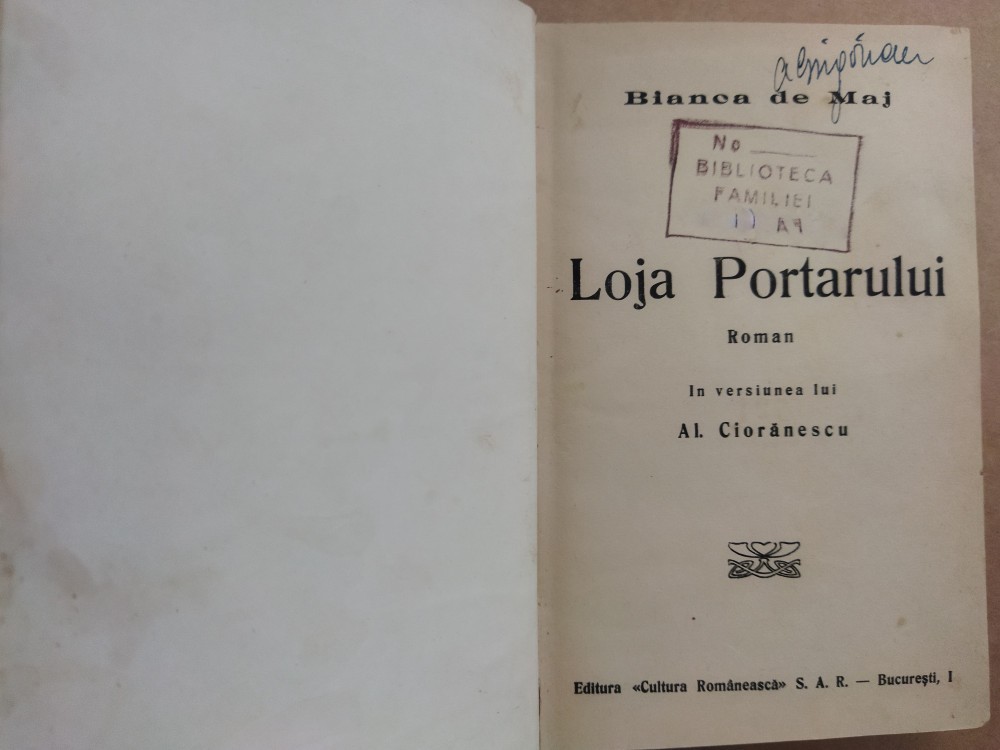 Bianca de Maj
No
BIBLIOTECA
FAMILIEI
Loja Portarului
Roman
In versiunea lui
Al. Ciorănescu
Editura «Cultura Românească» S. A. R. — Bucureşti, I